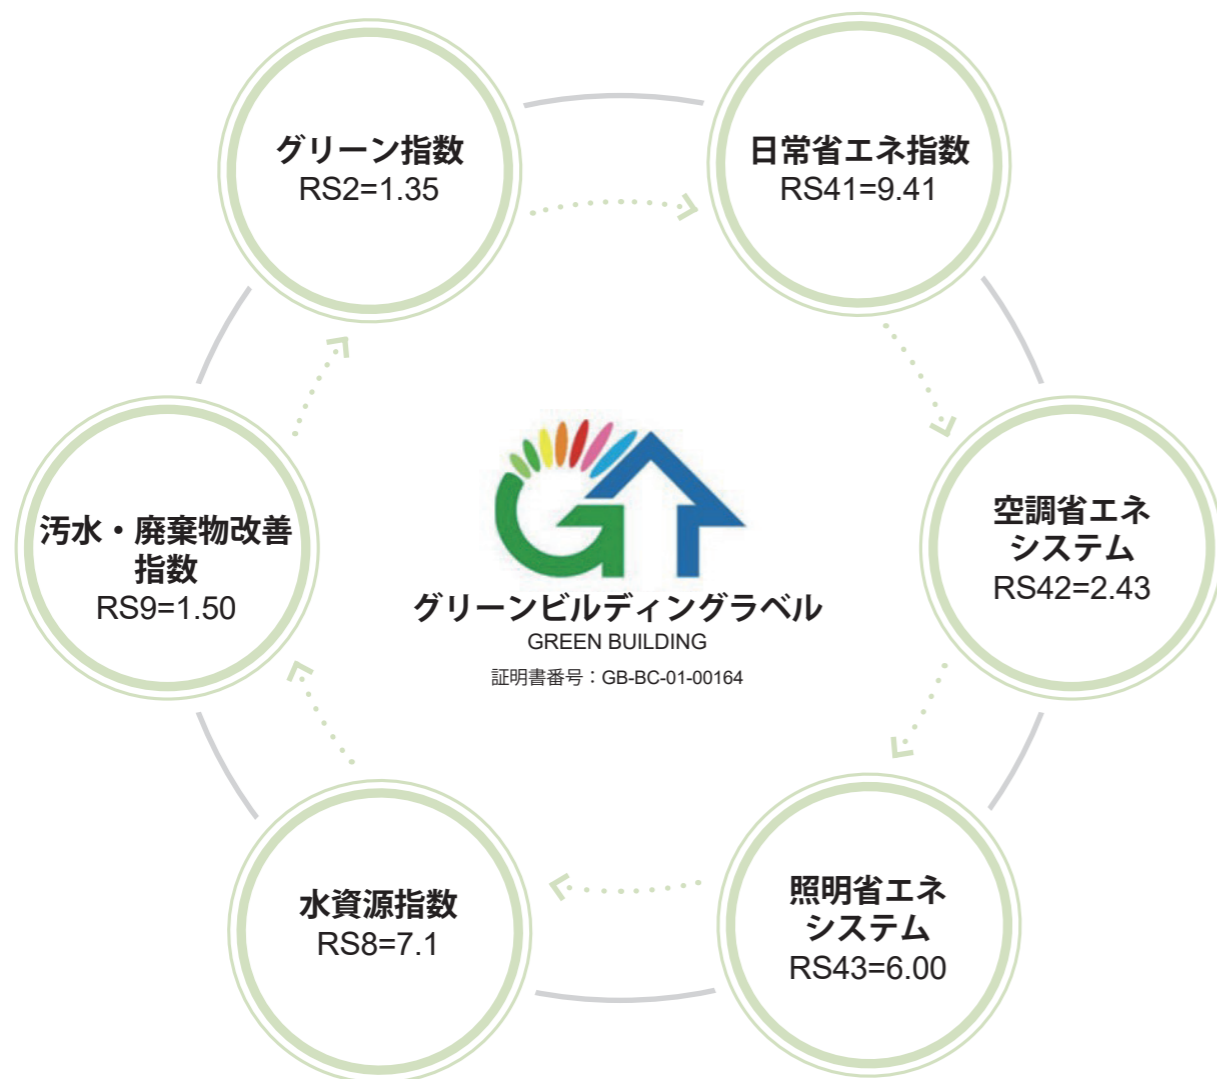 グリーン指数
RS2=1.35
日常省エネ指数
RS41=9.41
空調省エネ
システム
RS42=2.43
照明省エネ
システム
RS43=6.00
水資源指数
RS8=7.1
汚水・廃棄物改善
指数
RS9=1.50
グリーンビルディングラベル
GREEN BUILDING
証明書番号：GB-BC-01-00164